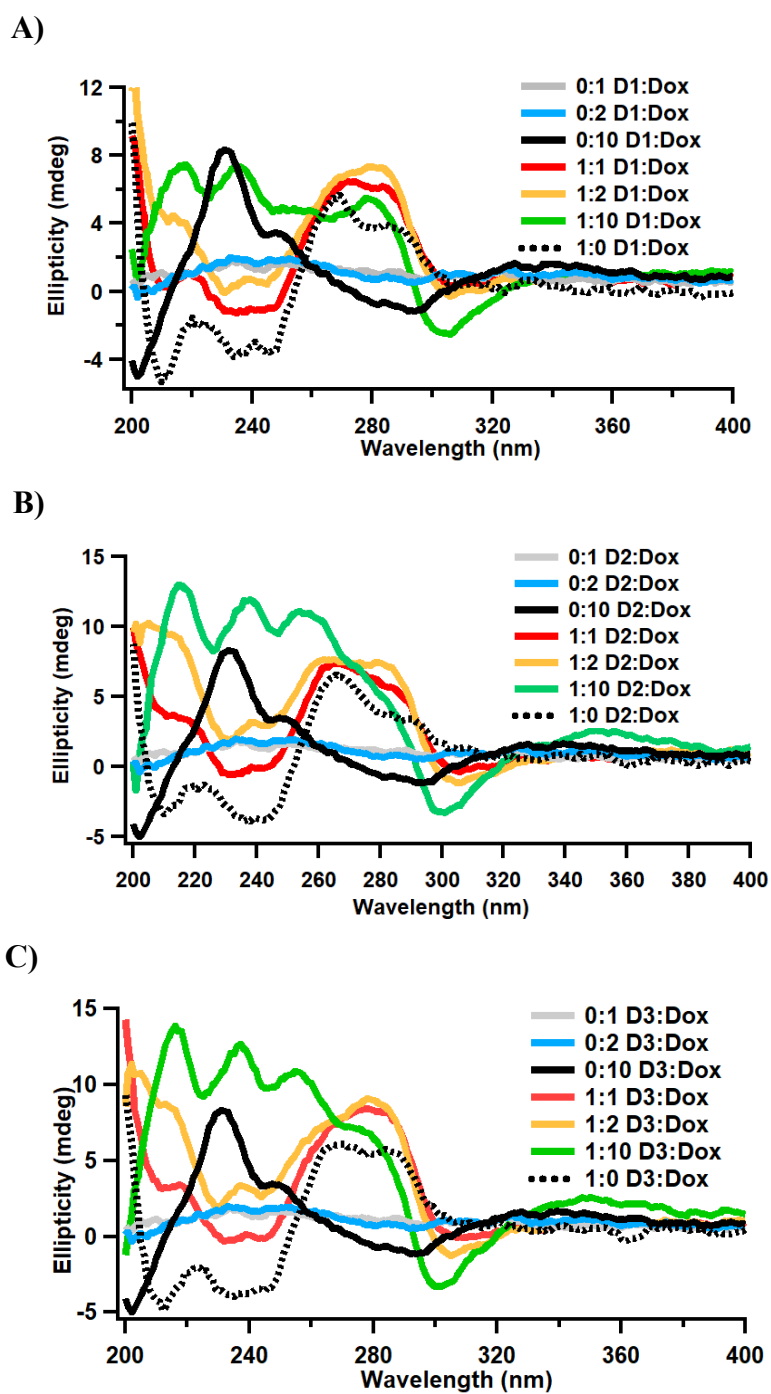 A)
12
8
4
0
-4
Ellipticity (mdeg)
0:1 D1:Dox
0:2 D1:Dox
0:10 D1:Dox
1:1 D1:Dox
1:2 D1:Dox
1:10 D1:Dox
1:0 D1:Dox
200 240 280 320 360 400
Wavelength (nm)
B)
15
10
5
0
-5
Ellipticity (mdeg)
0:1 D2:Dox
0:2 D2:Dox
0:10 D2:Dox
1:1 D2:Dox
1:2 D2:Dox
1:10 D2:Dox
1:0 D2:Dox
200 220 240 260 280 300 320 340 360 380 400
Wavelength (nm)
C)
15
10
5
0
-5
Ellipticity (mdeg)
0:1 D3:Dox
0:2 D3:Dox
0:10 D3:Dox
1:1 D3:Dox
1:2 D3:Dox
1:10 D3:Dox
1:0 D3:Dox
200 240 280 320 360 400
Wavelength (nm)